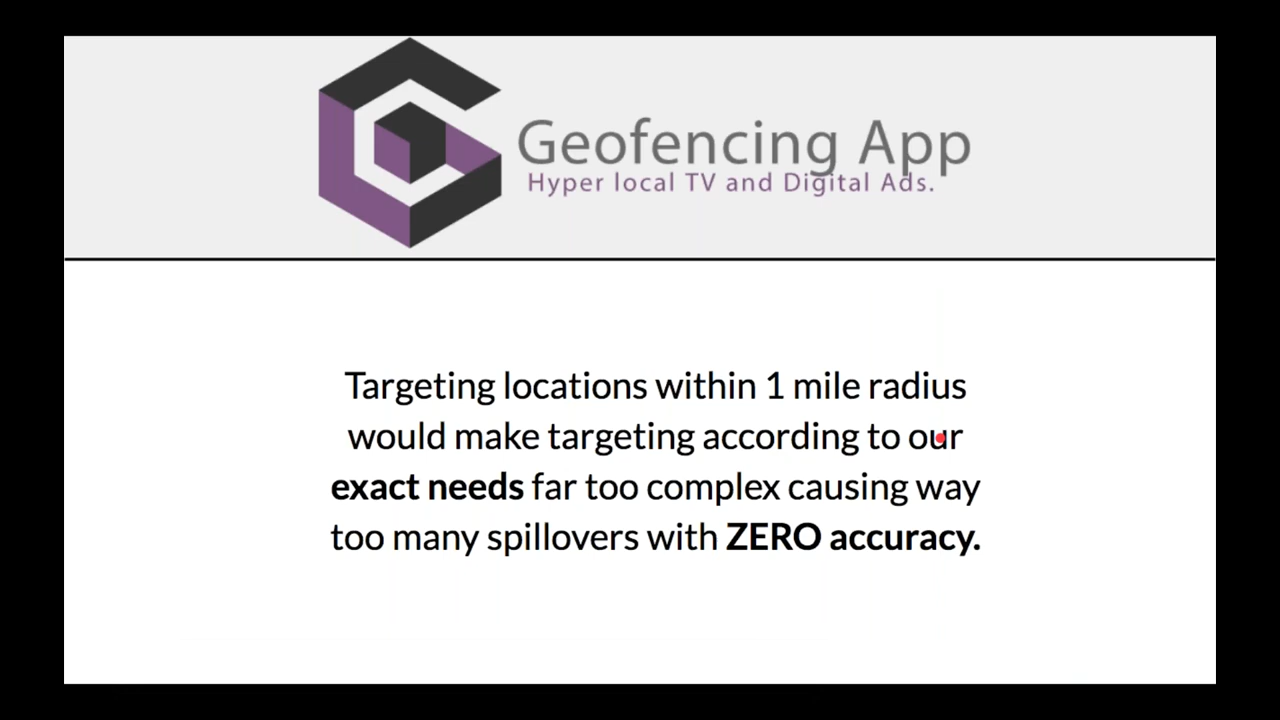 Geofencing App
Hyper local TV and Digital Ads.
Targeting locations within 1 mile radius
would make targeting according to our
exact needs far too complex causing way
too many spillovers with ZERO accuracy.